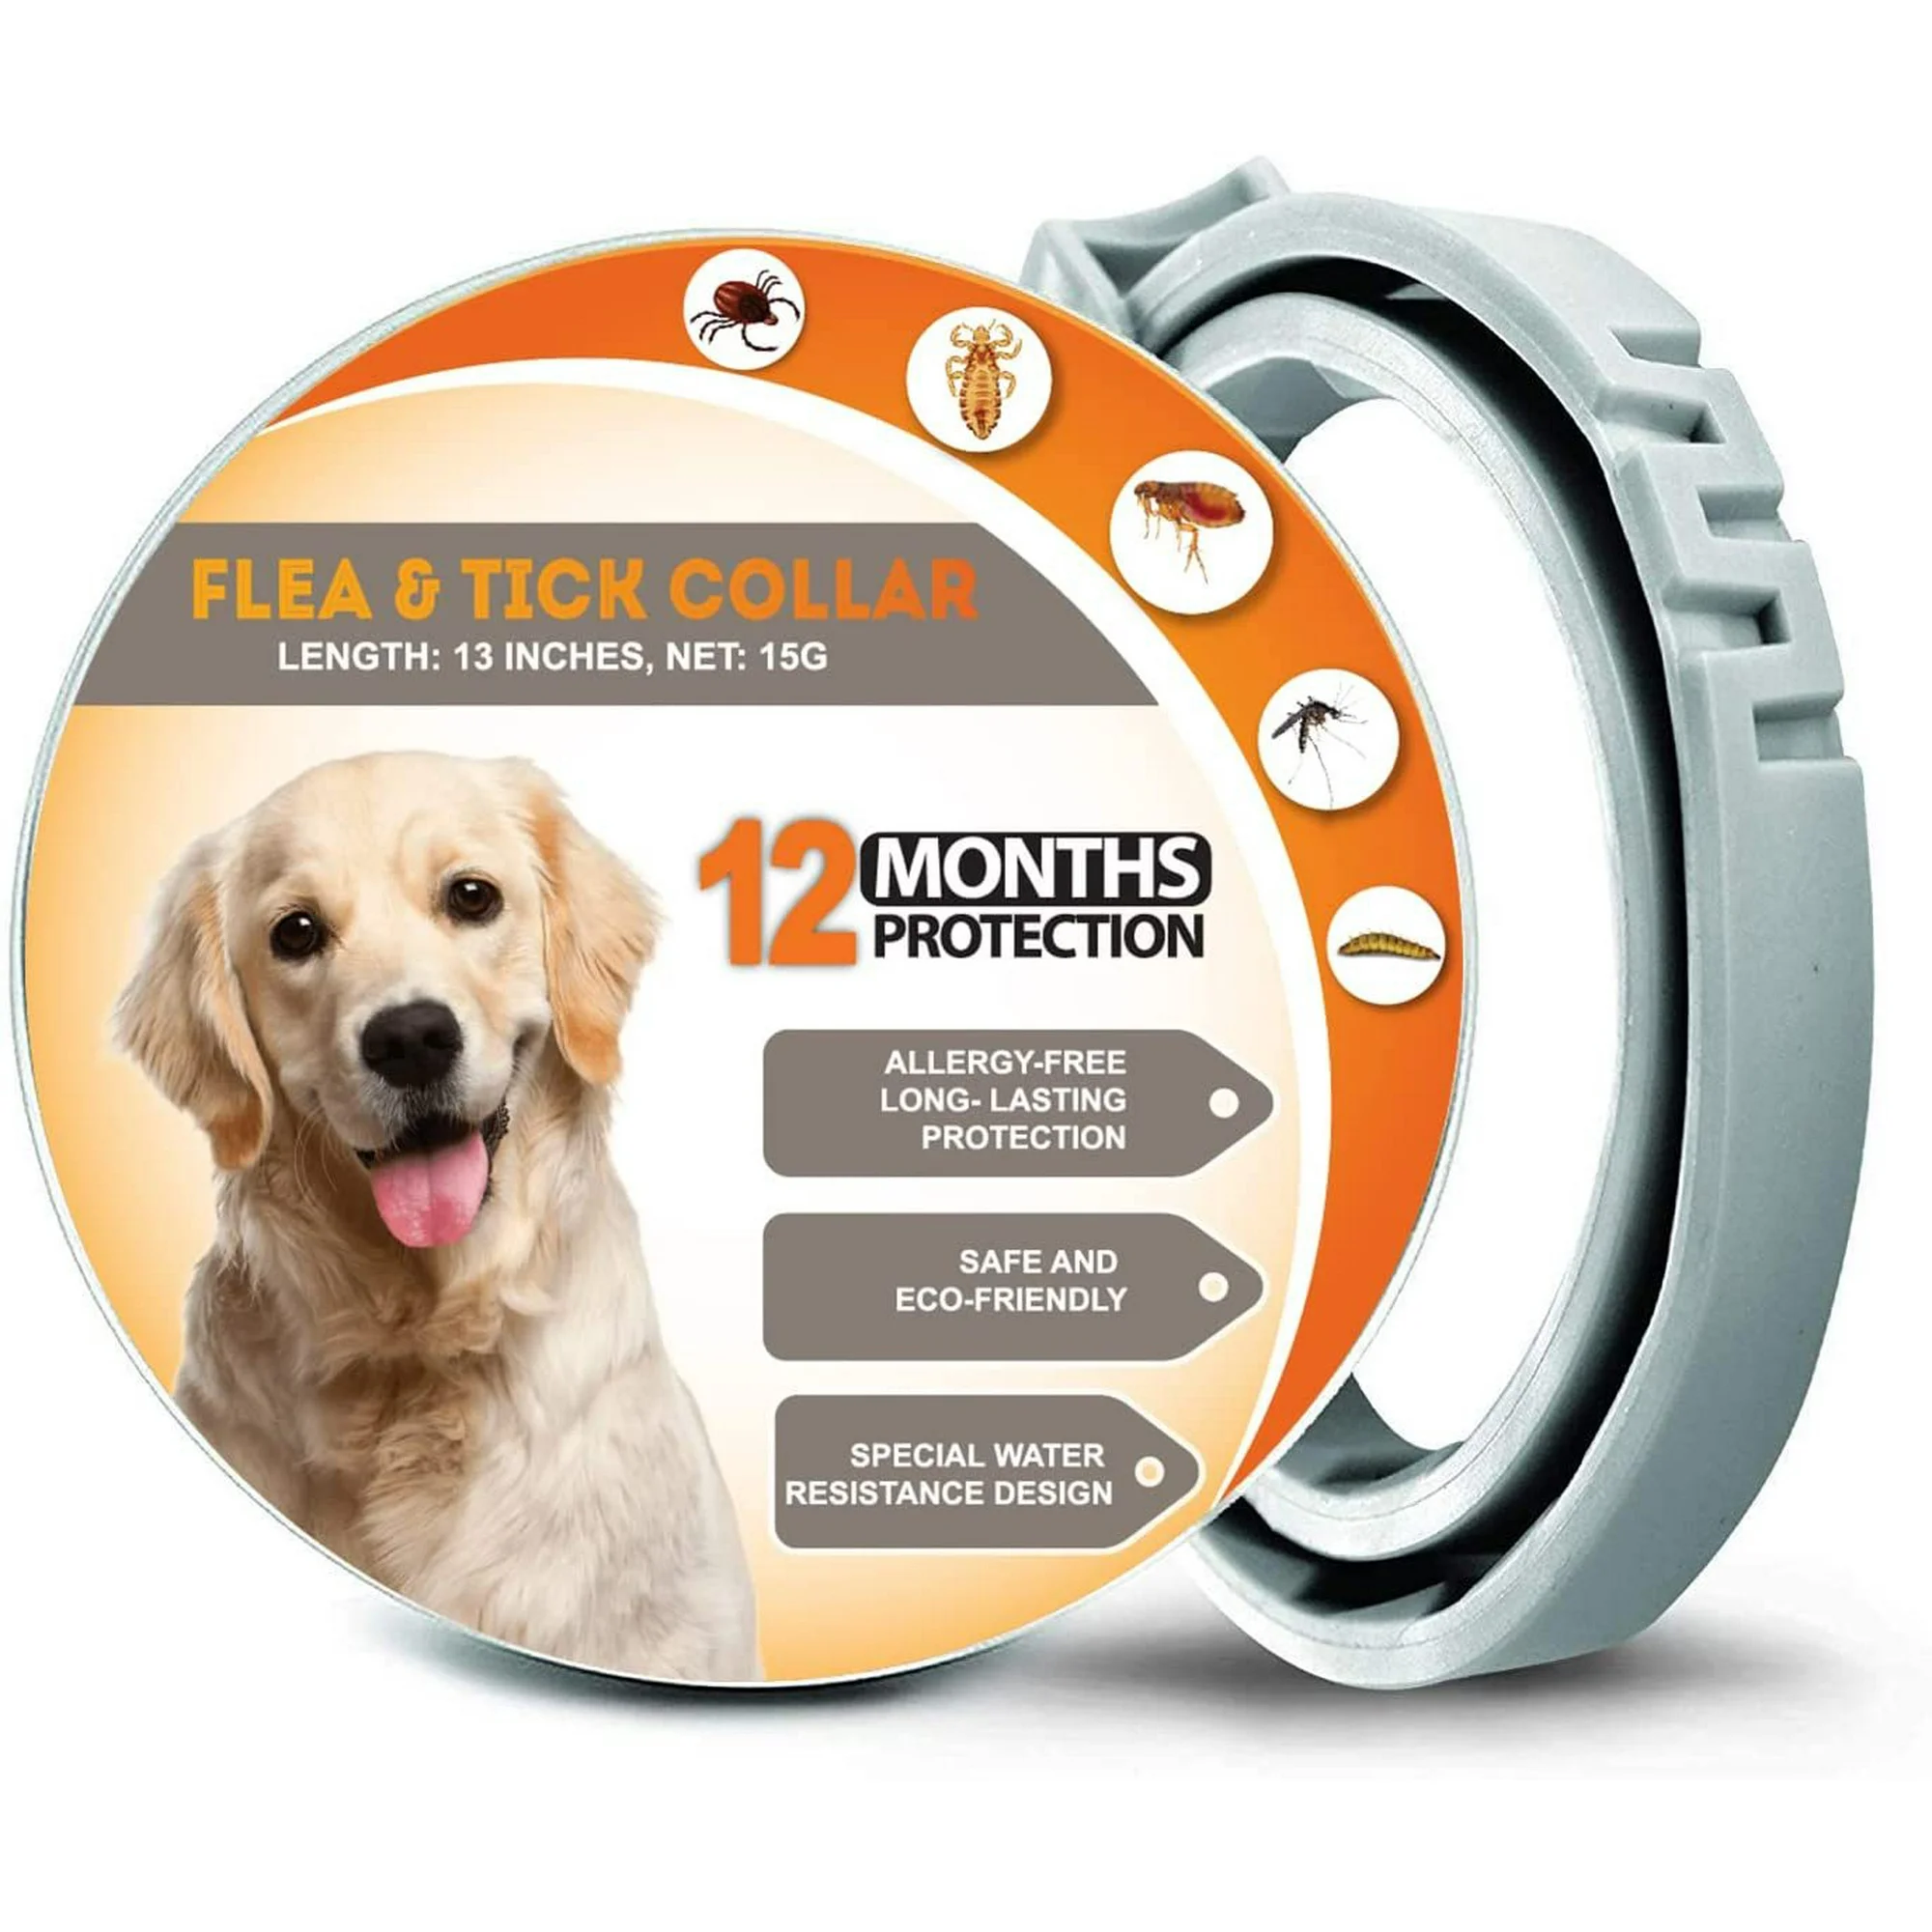 FLEA & TICK COLLAR
LENGTH: 13 INCHES, NET: 15G
12 MONTHS
PROTECTION
ALLERGY-FREE
LONG- LASTING
PROTECTION
SAFE AND
ECO-FRIENDLY
SPECIAL WATER
RESISTANCE DESIGN